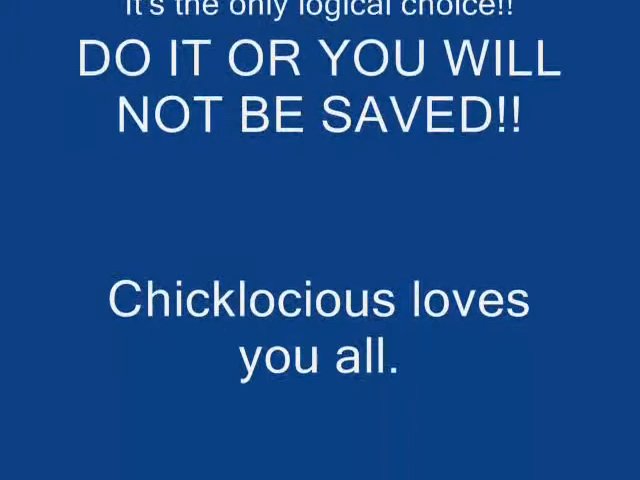 It's the only logical choice!!
DO IT OR YOU WILL
NOT BE SAVED!!
Chicklocious loves
you all.